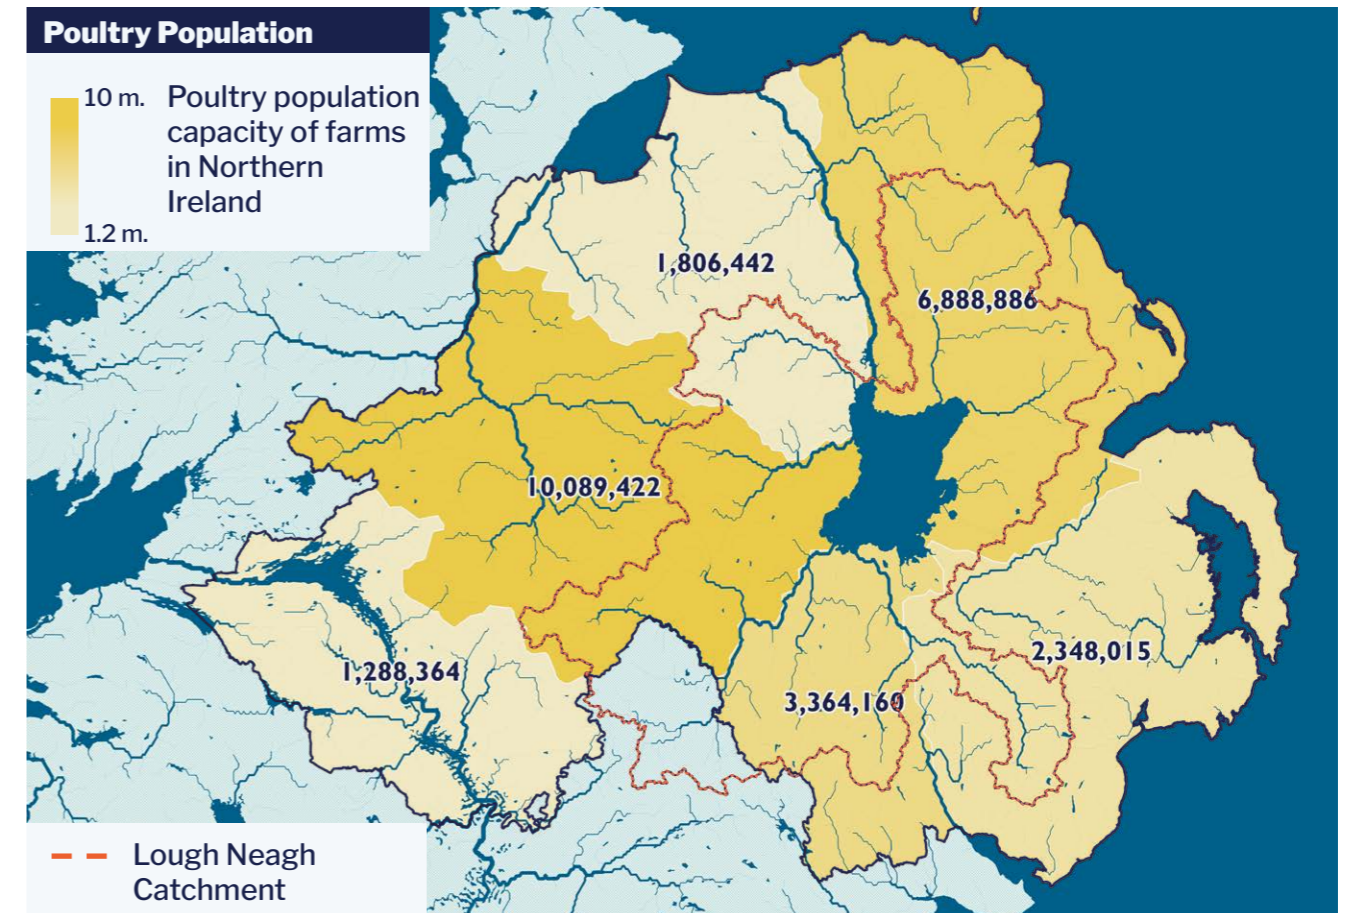 Poultry Population
10 m.
Poultry population
capacity of farms
in Northern
Ireland
1.2 m.
1,806,442
6,888,886
10,089,422
1,288,364
2,348,015
3,364,160
Lough Neagh
Catchment